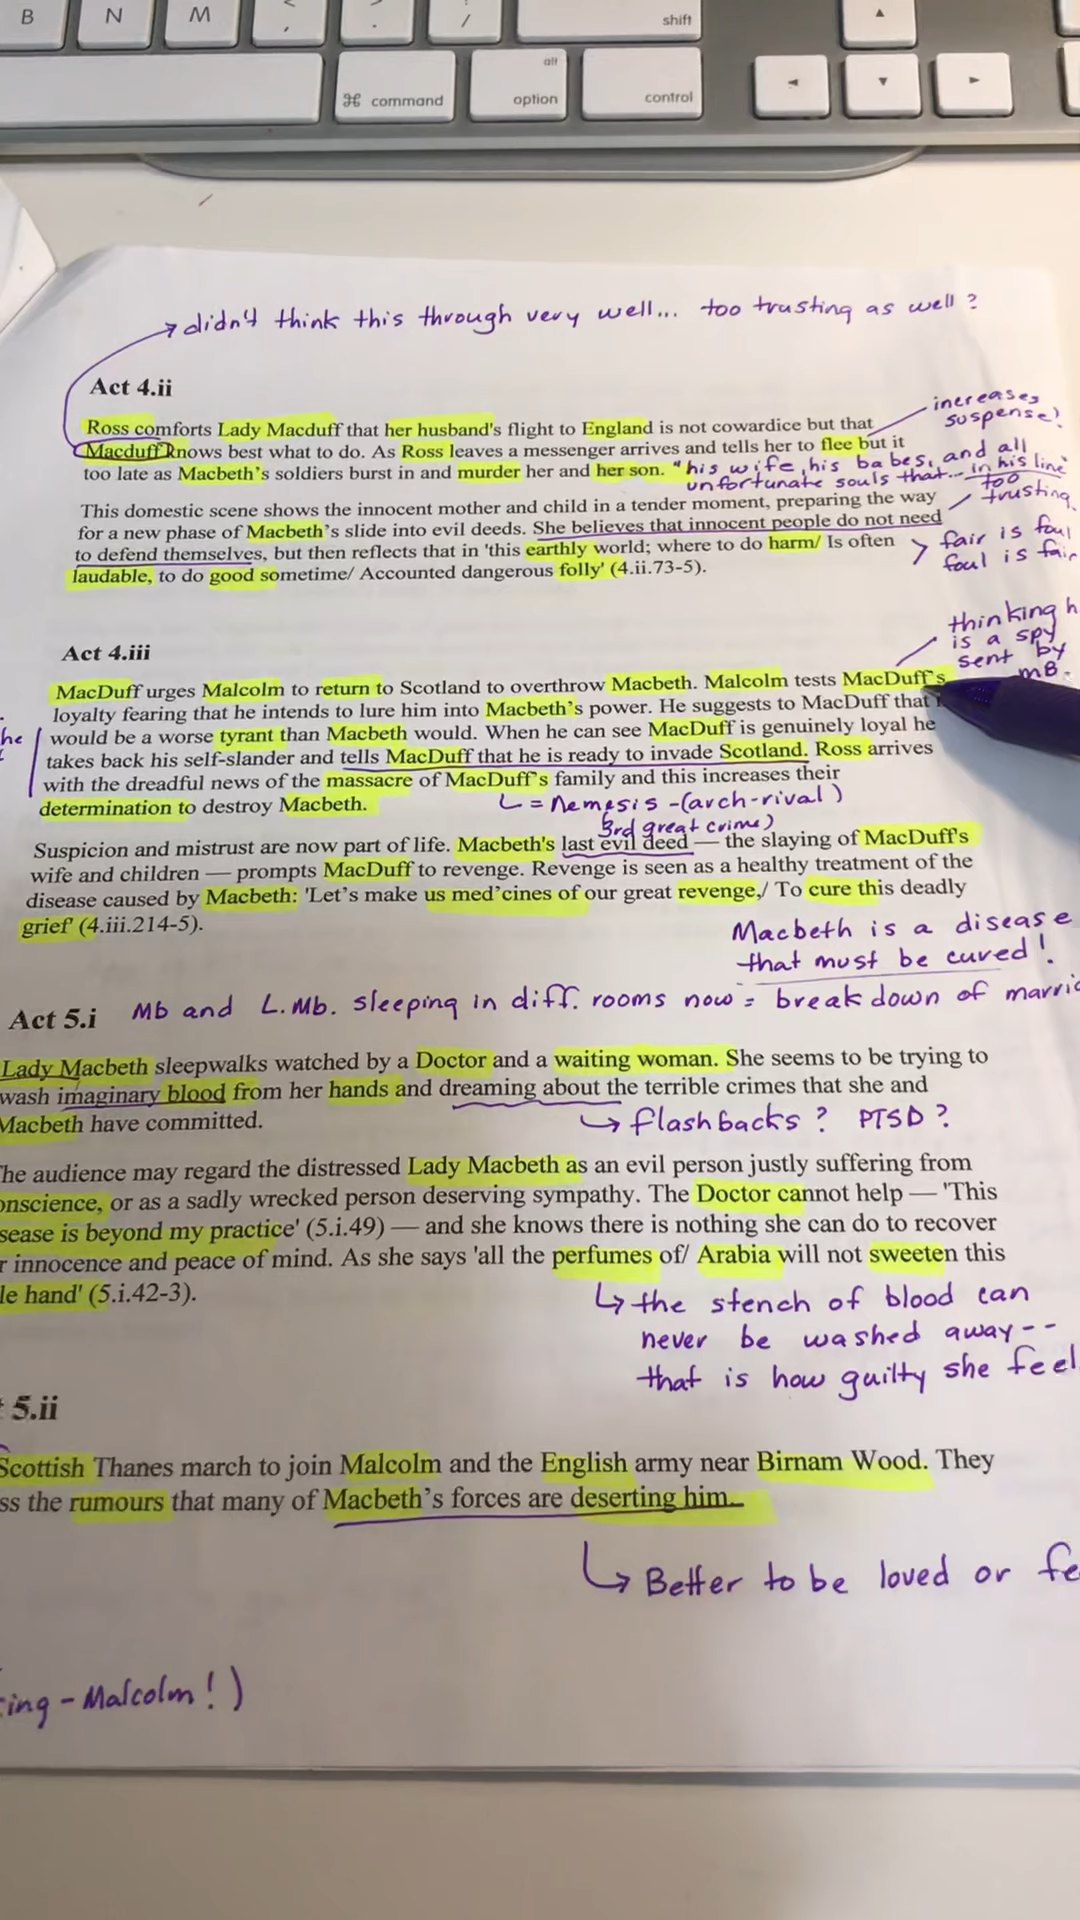 B N M < , . / shift
⌘ command
alt
option
control
didn't think this through very well... too trusting as well?
Act 4.ii
increases
suspense!
Ross comforts Lady Macduff that her husband's flight to England is not cowardice but that
Macduff knows best what to do. As Ross leaves a messenger arrives and tells her to flee but it
too late as Macbeth's soldiers burst in and murder her and her son.
"his wife, his babes, and all
unfortunate souls that... in his line"
too
trusting
This domestic scene shows the innocent mother and child in a tender moment, preparing the way
for a new phase of Macbeth's slide into evil deeds. She believes that innocent people do not need
to defend themselves, but then reflects that in 'this earthly world; where to do harm/ Is often
laudable, to do good sometime/ Accounted dangerous folly' (4.ii.73-5).
fair is foul
foul is fair
Act 4.iii
thinking h
is a spy
sent by
mB.
MacDuff urges Malcolm to return to Scotland to overthrow Macbeth. Malcolm tests MacDuff's
loyalty fearing that he intends to lure him into Macbeth's power. He suggests to MacDuff that
he
would be a worse tyrant than Macbeth would. When he can see MacDuff is genuinely loyal he
takes back his self-slander and tells MacDuff that he is ready to invade Scotland. Ross arrives
with the dreadful news of the massacre of MacDuff's family and this increases their
determination to destroy Macbeth.
= nemesis - (arch-rival)
3rd great crime)
Suspicion and mistrust are now part of life. Macbeth's last evil deed — the slaying of MacDuff's
wife and children — prompts MacDuff to revenge. Revenge is seen as a healthy treatment of the
disease caused by Macbeth: 'Let's make us med'cines of our great revenge,/ To cure this deadly
grief' (4.iii.214-5).
Macbeth is a disease
that must be cured!
Act 5.i
Mb and L.Mb. sleeping in diff. rooms now = breakdown of marria
Lady Macbeth sleepwalks watched by a Doctor and a waiting woman. She seems to be trying to
wash imaginary blood from her hands and dreaming about the terrible crimes that she and
Macbeth have committed.
flashbacks? PTSD?
he audience may regard the distressed Lady Macbeth as an evil person justly suffering from
onscience, or as a sadly wrecked person deserving sympathy. The Doctor cannot help — 'This
sease is beyond my practice' (5.i.49) — and she knows there is nothing she can do to recover
r innocence and peace of mind. As she says 'all the perfumes of/ Arabia will not sweeten this
le hand' (5.i.42-3).
the stench of blood can
never be washed away--
that is how guilty she feel
5.ii
Scottish Thanes march to join Malcolm and the English army near Birnam Wood. They
ss the rumours that many of Macbeth's forces are deserting him.
Better to be loved or fe
ing - Malcolm!)